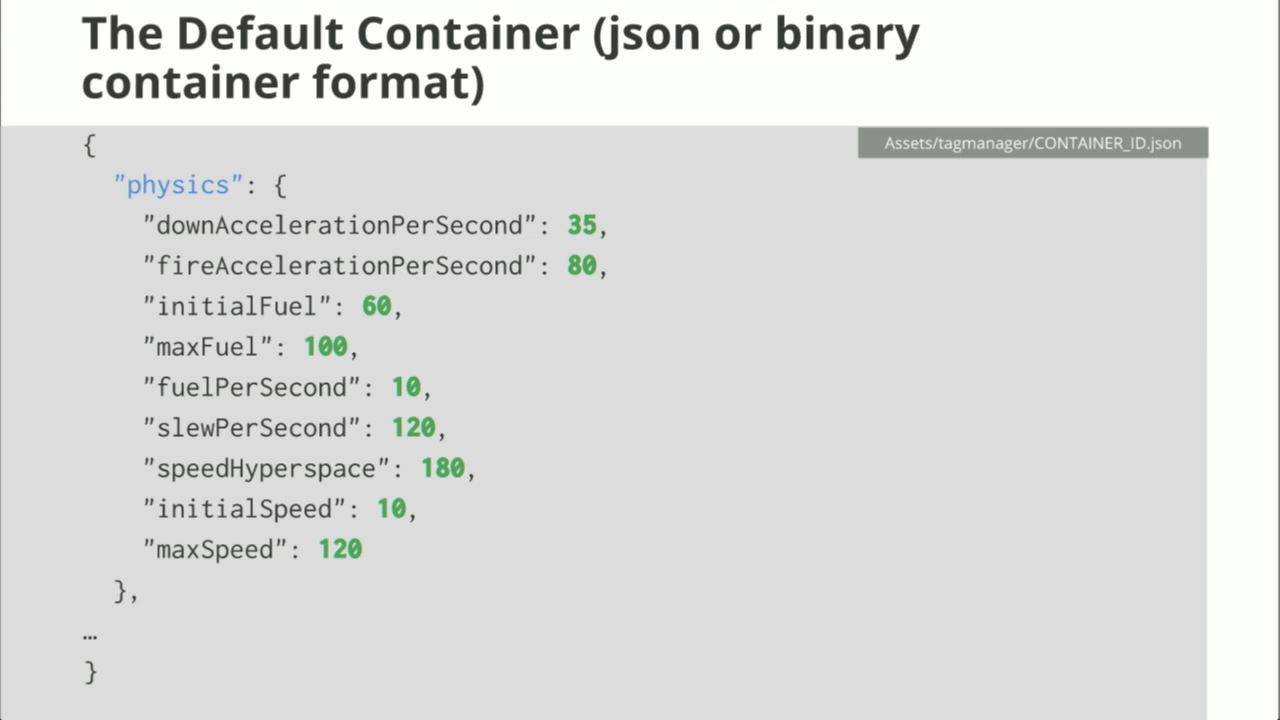 The Default Container (json or binary
container format)
Assets/tagmanager/CONTAINER_ID.json
{
"physics": {
"downAccelerationPerSecond": 35,
"fireAccelerationPerSecond": 80,
"initialFuel": 60,
"maxFuel": 100,
"fuelPerSecond": 10,
"slewPerSecond": 120,
"speedHyperspace": 180,
"initialSpeed": 10,
"maxSpeed": 120
},
…
}